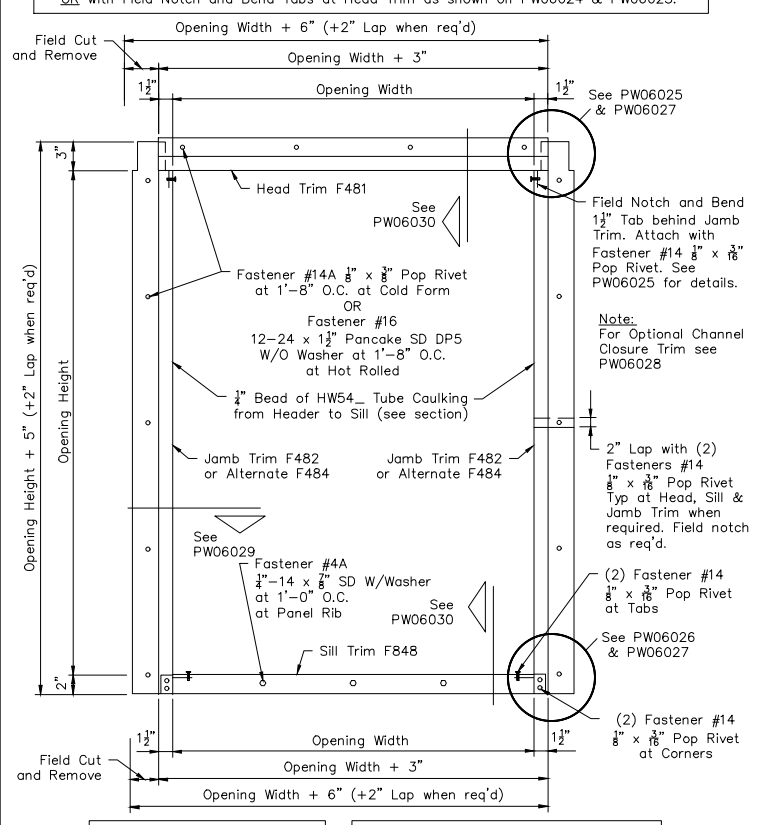 OR with Field Notch and Bend Tabs at Head Trim as shown on PW06024 & PW06025.
Opening Width + 6" (+2" Lap when req'd)
Field Cut
and Remove
Opening Width + 3"
1½"
Opening Width
1½"
See PW06025
& PW06027
3"
Head Trim F481
See
PW06030
Field Notch and Bend
1½" Tab behind Jamb
Trim. Attach with
Fastener #14 ⅛" x 3/16"
Pop Rivet. See
PW06025 for details.
Fastener #14A ⅛" x ⅜" Pop Rivet
at 1'-8" O.C. at Cold Form
OR
Fastener #16
12-24 x 1½" Pancake SD DP5
W/O Washer at 1'-8" O.C.
at Hot Rolled
Note:
For Optional Channel
Closure Trim see
PW06028
Opening Height + 5" (+2" Lap when req'd)
Opening Height
¼" Bead of HW54_ Tube Caulking
from Header to Sill (see section)
Jamb Trim F482
or Alternate F484
Jamb Trim F482
or Alternate F484
2" Lap with (2)
Fasteners #14
⅛" x 3/16" Pop Rivet
Typ at Head, Sill &
Jamb Trim when
required. Field notch
as req'd.
See
PW06029
Fastener #4A
¼"-14 x ⅞" SD W/Washer
at 1'-0" O.C.
at Panel Rib
See
PW06030
(2) Fastener #14
⅛" x 3/16" Pop Rivet
at Tabs
Sill Trim F848
See PW06026
& PW06027
2"
(2) Fastener #14
⅛" x 3/16" Pop Rivet
at Corners
1½"
Opening Width
1½"
Field Cut
and Remove
Opening Width + 3"
Opening Width + 6" (+2" Lap when req'd)